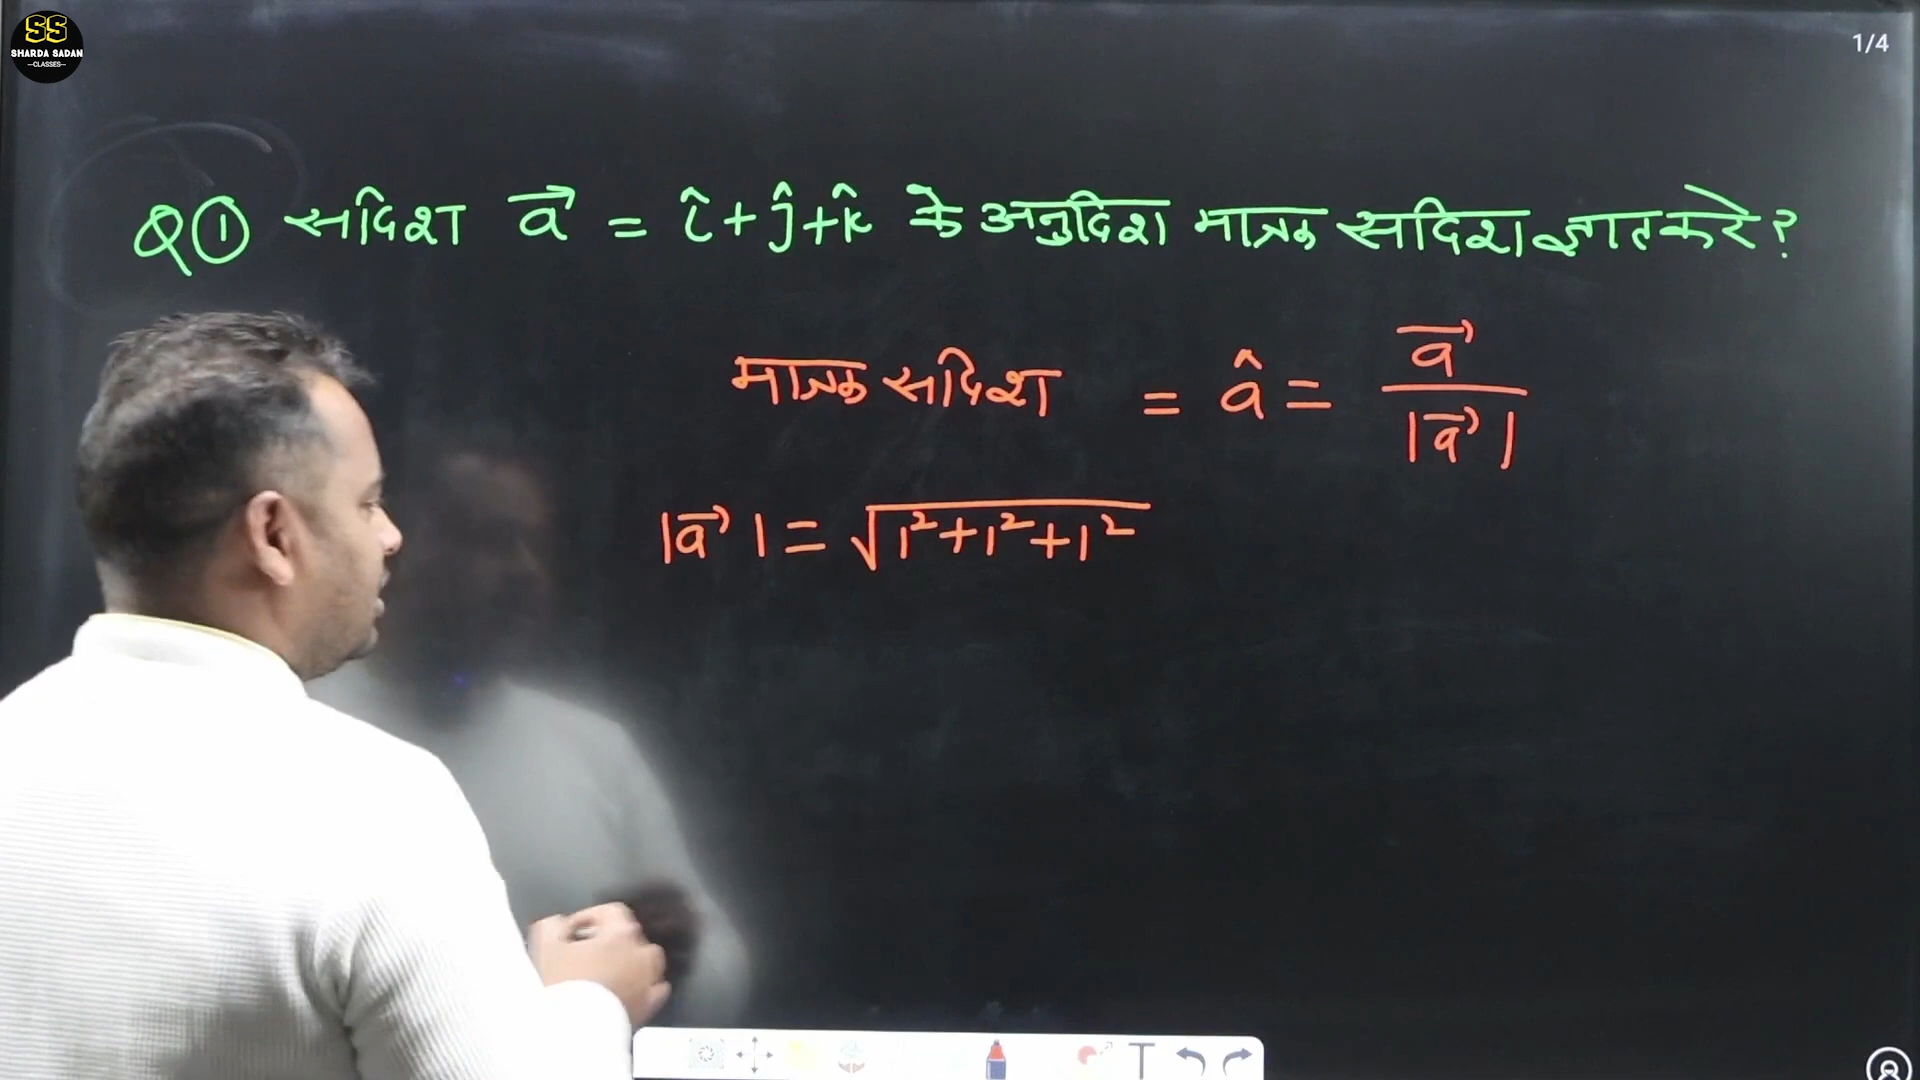 SS
SHARDA SADAN
—CLASSES—
1/4
Q① सदिश a⃗ = î+ĵ+k̂ के अनुदिश मात्रक सदिश ज्ञात करे?
मात्रक सदिश = â = a⃗ / |a⃗|
|a⃗| = √1²+1²+1²
T